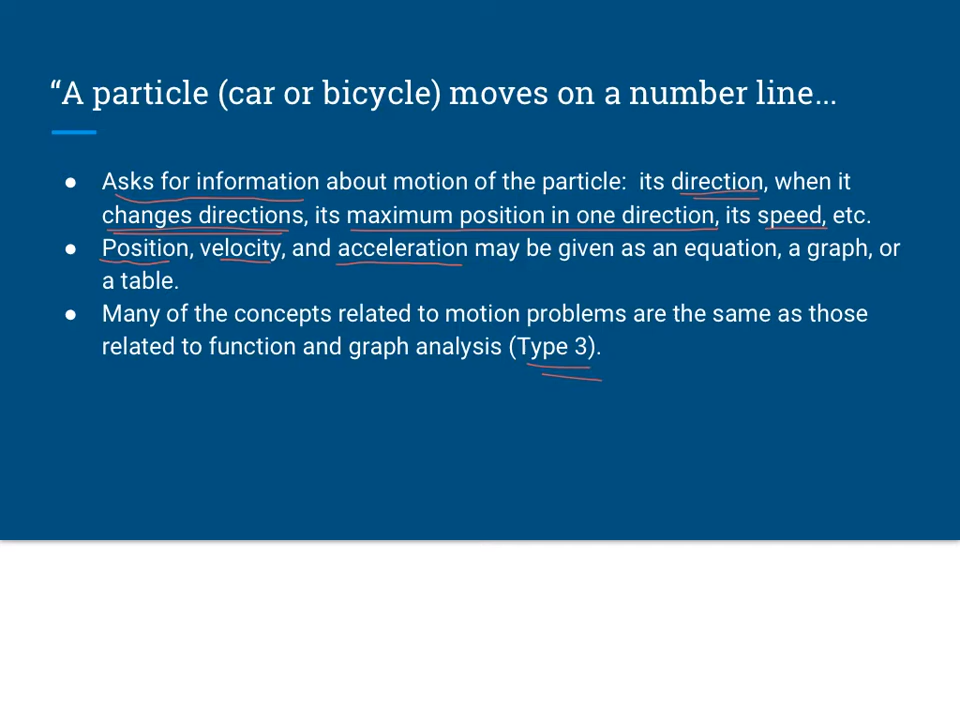 “A particle (car or bicycle) moves on a number line...
● Asks for information about motion of the particle:  its direction, when it
changes directions, its maximum position in one direction, its speed, etc.
● Position, velocity, and acceleration may be given as an equation, a graph, or
a table.
● Many of the concepts related to motion problems are the same as those
related to function and graph analysis (Type 3).